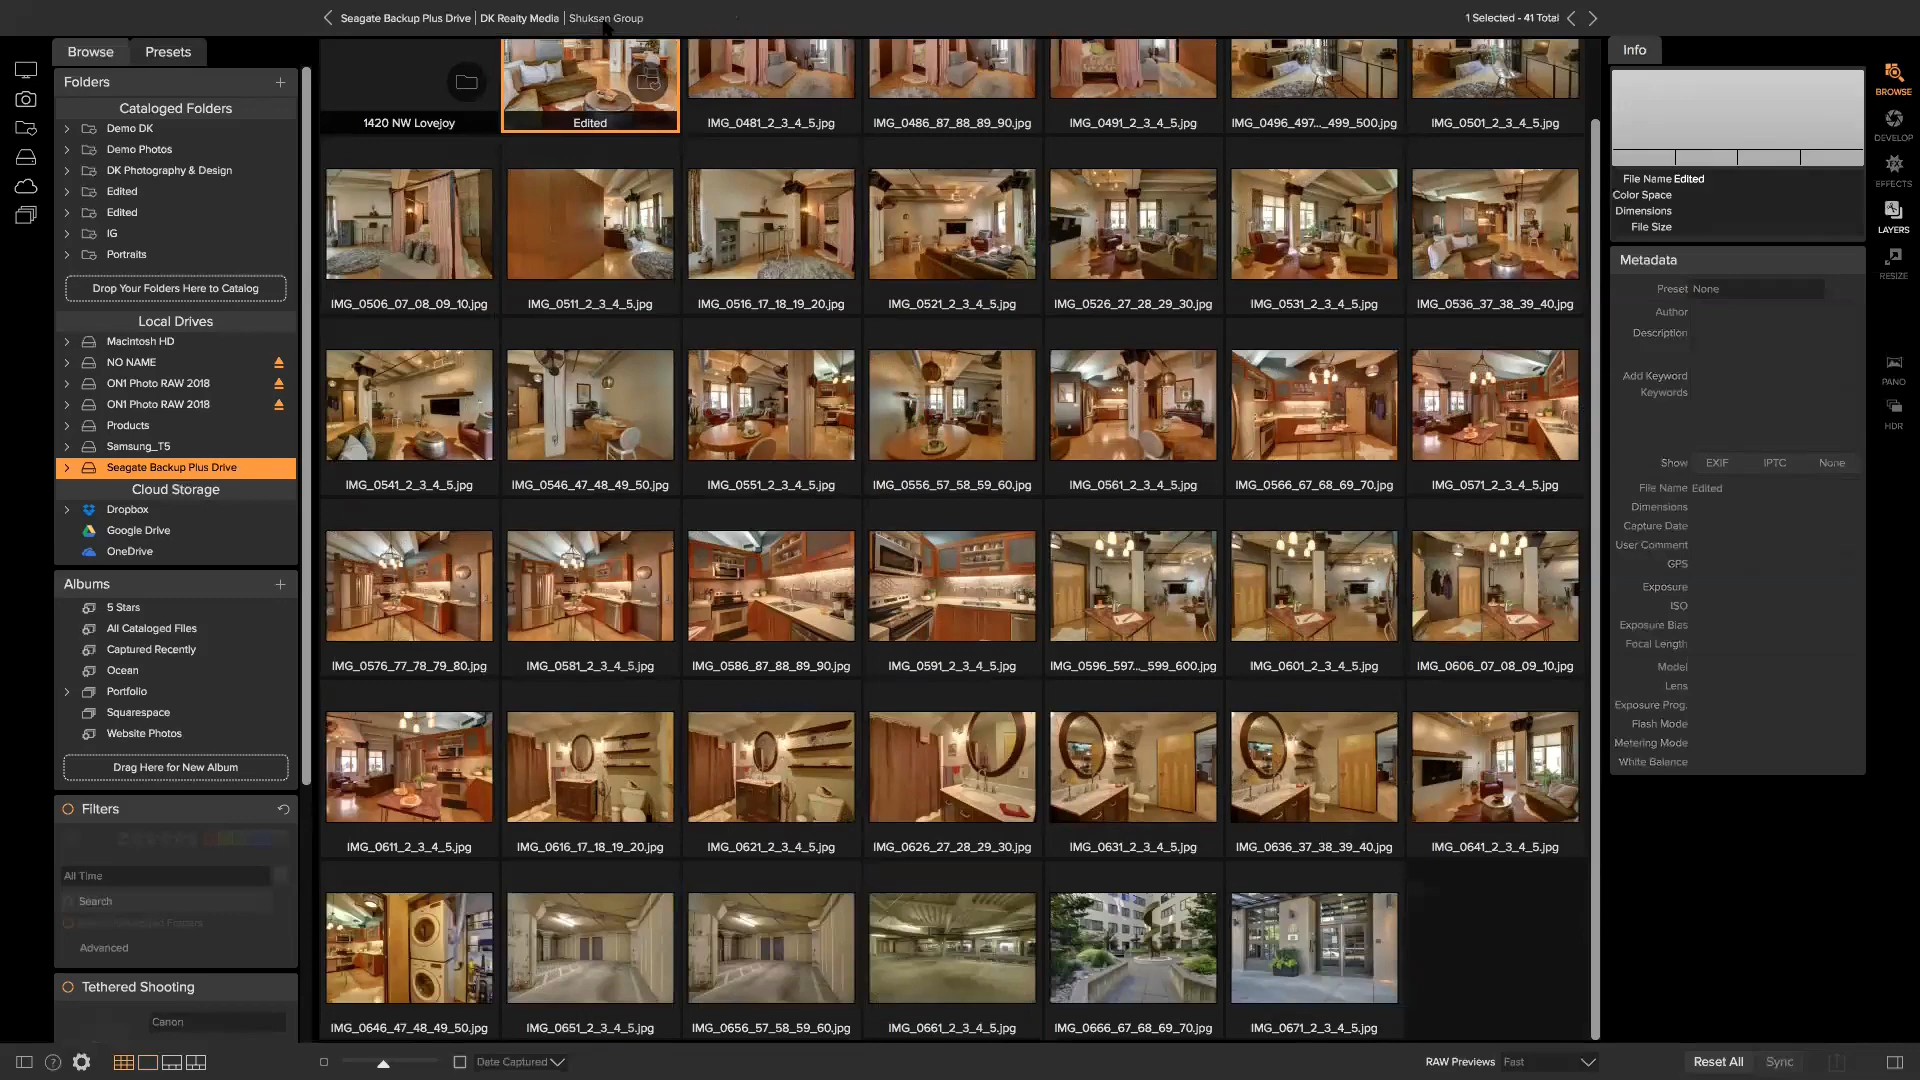 Seagate Backup Plus Drive | DK Realty Media | Shuksan Group
1 Selected - 41 Total
Browse
Presets
Folders
Cataloged Folders
Demo DK
Demo Photos
DK Photography & Design
Edited
Edited
IG
Portraits
Drop Your Folders Here to Catalog
Local Drives
Macintosh HD
NO NAME
ON1 Photo RAW 2018
ON1 Photo RAW 2018
Products
Samsung_T5
Seagate Backup Plus Drive
Cloud Storage
Dropbox
Google Drive
OneDrive
Albums
5 Stars
All Cataloged Files
Captured Recently
Ocean
Portfolio
Squarespace
Website Photos
Drag Here for New Album
Filters
All Time
Search
Advanced
Tethered Shooting
Canon
1420 NW Lovejoy
Edited
IMG_0481_2_3_4_5.jpg
IMG_0486_87_88_89_90.jpg
IMG_0491_2_3_4_5.jpg
IMG_0496_497..._499_500.jpg
IMG_0501_2_3_4_5.jpg
IMG_0506_07_08_09_10.jpg
IMG_0511_2_3_4_5.jpg
IMG_0516_17_18_19_20.jpg
IMG_0521_2_3_4_5.jpg
IMG_0526_27_28_29_30.jpg
IMG_0531_2_3_4_5.jpg
IMG_0536_37_38_39_40.jpg
IMG_0541_2_3_4_5.jpg
IMG_0546_47_48_49_50.jpg
IMG_0551_2_3_4_5.jpg
IMG_0556_57_58_59_60.jpg
IMG_0561_2_3_4_5.jpg
IMG_0566_67_68_69_70.jpg
IMG_0571_2_3_4_5.jpg
IMG_0576_77_78_79_80.jpg
IMG_0581_2_3_4_5.jpg
IMG_0586_87_88_89_90.jpg
IMG_0591_2_3_4_5.jpg
IMG_0596_597..._599_600.jpg
IMG_0601_2_3_4_5.jpg
IMG_0606_07_08_09_10.jpg
IMG_0611_2_3_4_5.jpg
IMG_0616_17_18_19_20.jpg
IMG_0621_2_3_4_5.jpg
IMG_0626_27_28_29_30.jpg
IMG_0631_2_3_4_5.jpg
IMG_0636_37_38_39_40.jpg
IMG_0641_2_3_4_5.jpg
IMG_0646_47_48_49_50.jpg
IMG_0651_2_3_4_5.jpg
IMG_0656_57_58_59_60.jpg
IMG_0661_2_3_4_5.jpg
IMG_0666_67_68_69_70.jpg
IMG_0671_2_3_4_5.jpg
Date Captured
RAW Previews Fast
Info
File Name Edited
Color Space
Dimensions
File Size
Metadata
Preset None
Author
Description
Add Keyword
Keywords
Show EXIF IPTC None
File Name Edited
Dimensions
Capture Date
User Comment
GPS
Exposure
ISO
Exposure Bias
Focal Length
Model
Lens
Exposure Prog.
Flash Mode
Metering Mode
White Balance
Reset All
Sync
BROWSE
DEVELOP
EFFECTS
LAYERS
RESIZE
PANO
HDR